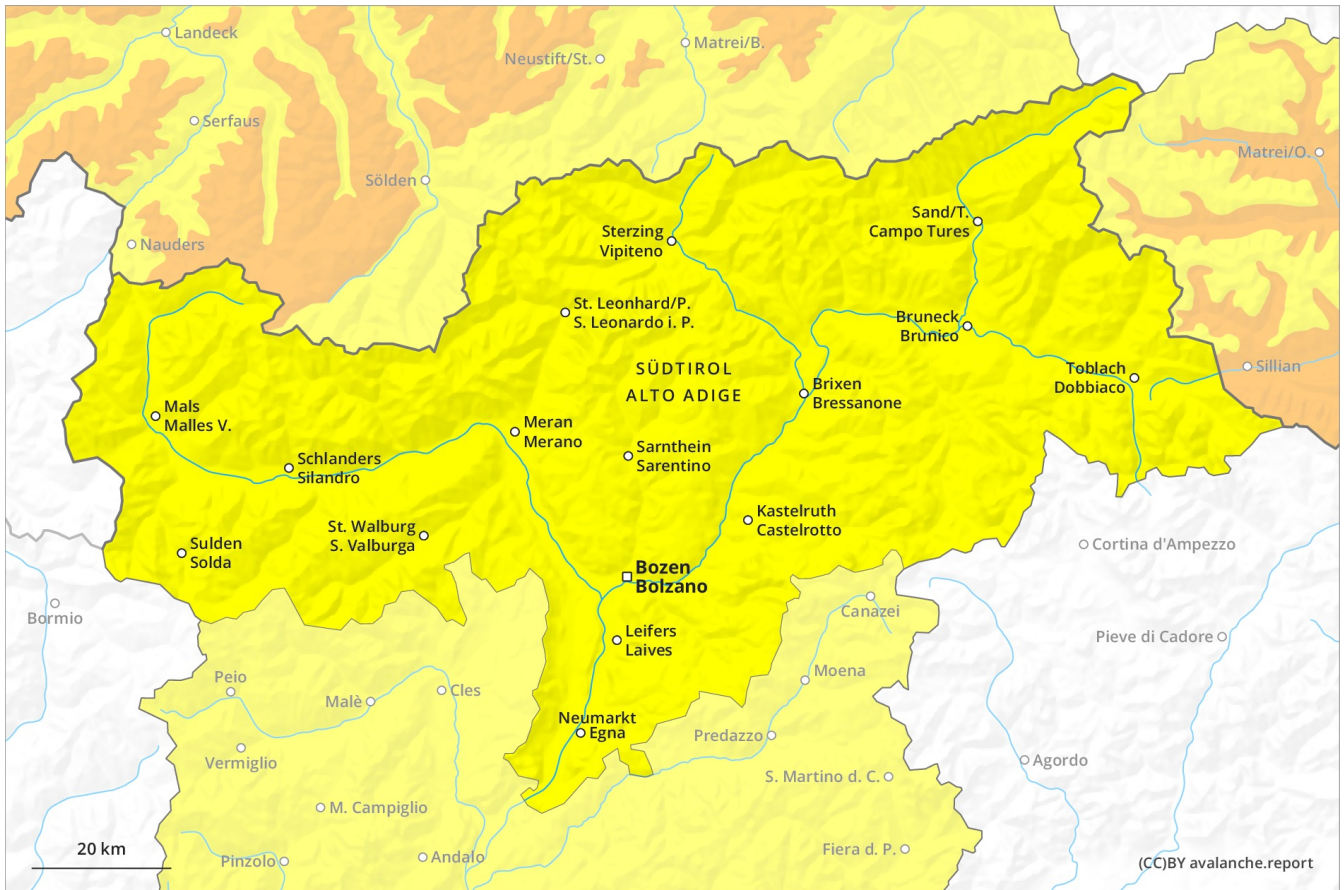 Landeck
Matrei/B.
Neustift/St.
Serfaus
Matrei/O.
Sölden
Sand/T.
Campo Tures
Sterzing
Vipiteno
Nauders
St. Leonhard/P.
S. Leonardo i. P.
Bruneck
Brunico
SÜDTIROL
ALTO ADIGE
Toblach
Dobbiaco
Sillian
Brixen
Bressanone
Mals
Malles V.
Meran
Merano
Sarnthein
Sarentino
Schlanders
Silandro
Kastelruth
Castelrotto
St. Walburg
S. Valburga
Sulden
Solda
Cortina d'Ampezzo
Bozen
Bolzano
Bormio
Canazei
Leifers
Laives
Pieve di Cadore
Moena
Peio
Malè
Cles
Neumarkt
Egna
Predazzo
Vermiglio
Agordo
S. Martino d. C.
M. Campiglio
20 km
Pinzolo
Andalo
Fiera d. P.
(CC)BY avalanche.report